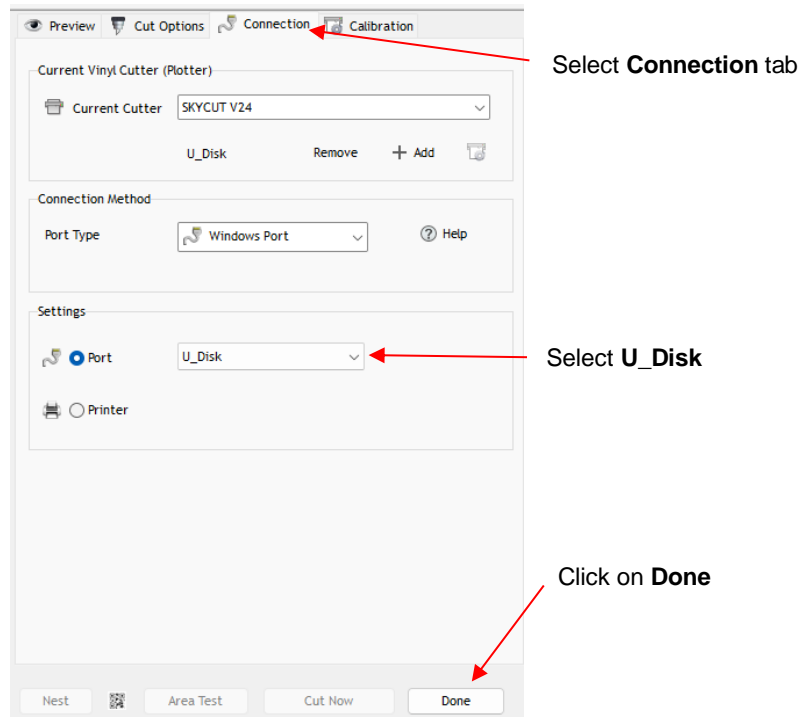 Preview Cut Options Connection Calibration
Select Connection tab
Current Vinyl Cutter (Plotter)
Current Cutter SKYCUT V24
U_Disk Remove + Add
Connection Method
Port Type Windows Port ? Help
Settings
Port U_Disk
Select U_Disk
Printer
Click on Done
Nest Area Test Cut Now Done